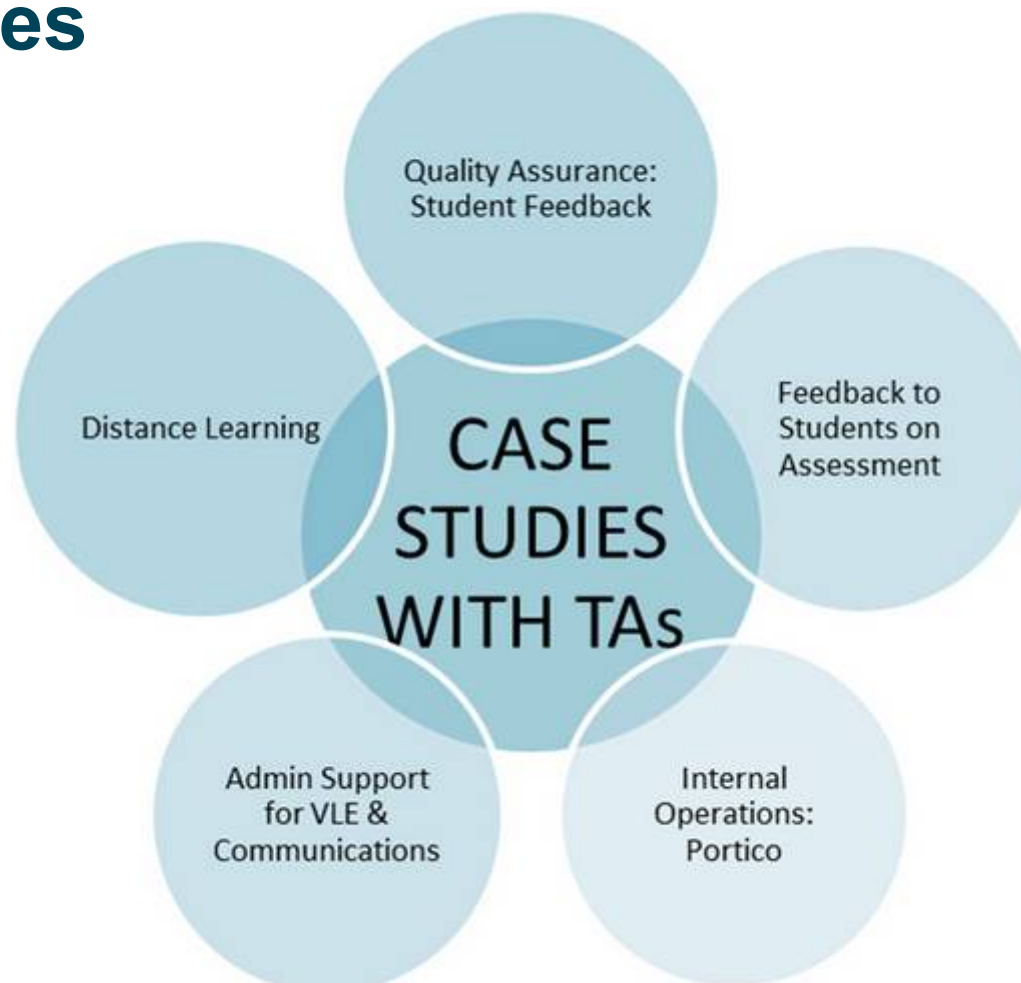 es
Quality Assurance:
Student Feedback
Feedback to
Students on
Assessment
Distance Learning
CASE
STUDIES
WITH TAs
Admin Support
for VLE &
Communications
Internal
Operations:
Portico